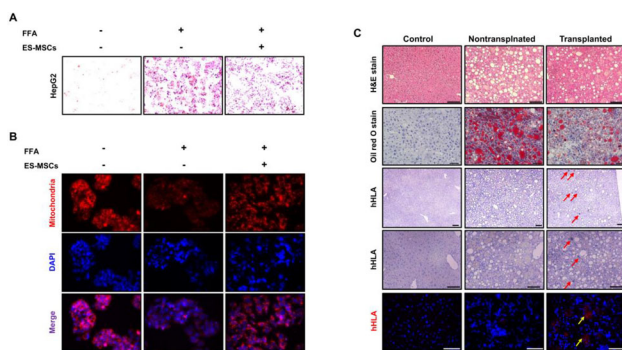 A
FFA - + +
ES-MSCs - - +
HepG2
B
FFA - + +
ES-MSCs - - +
Mitochondria
DAPI
Merge
C
Control Nontransplnated Transplanted
H&E stain
Oil red O stain
hHLA
hHLA
hHLA